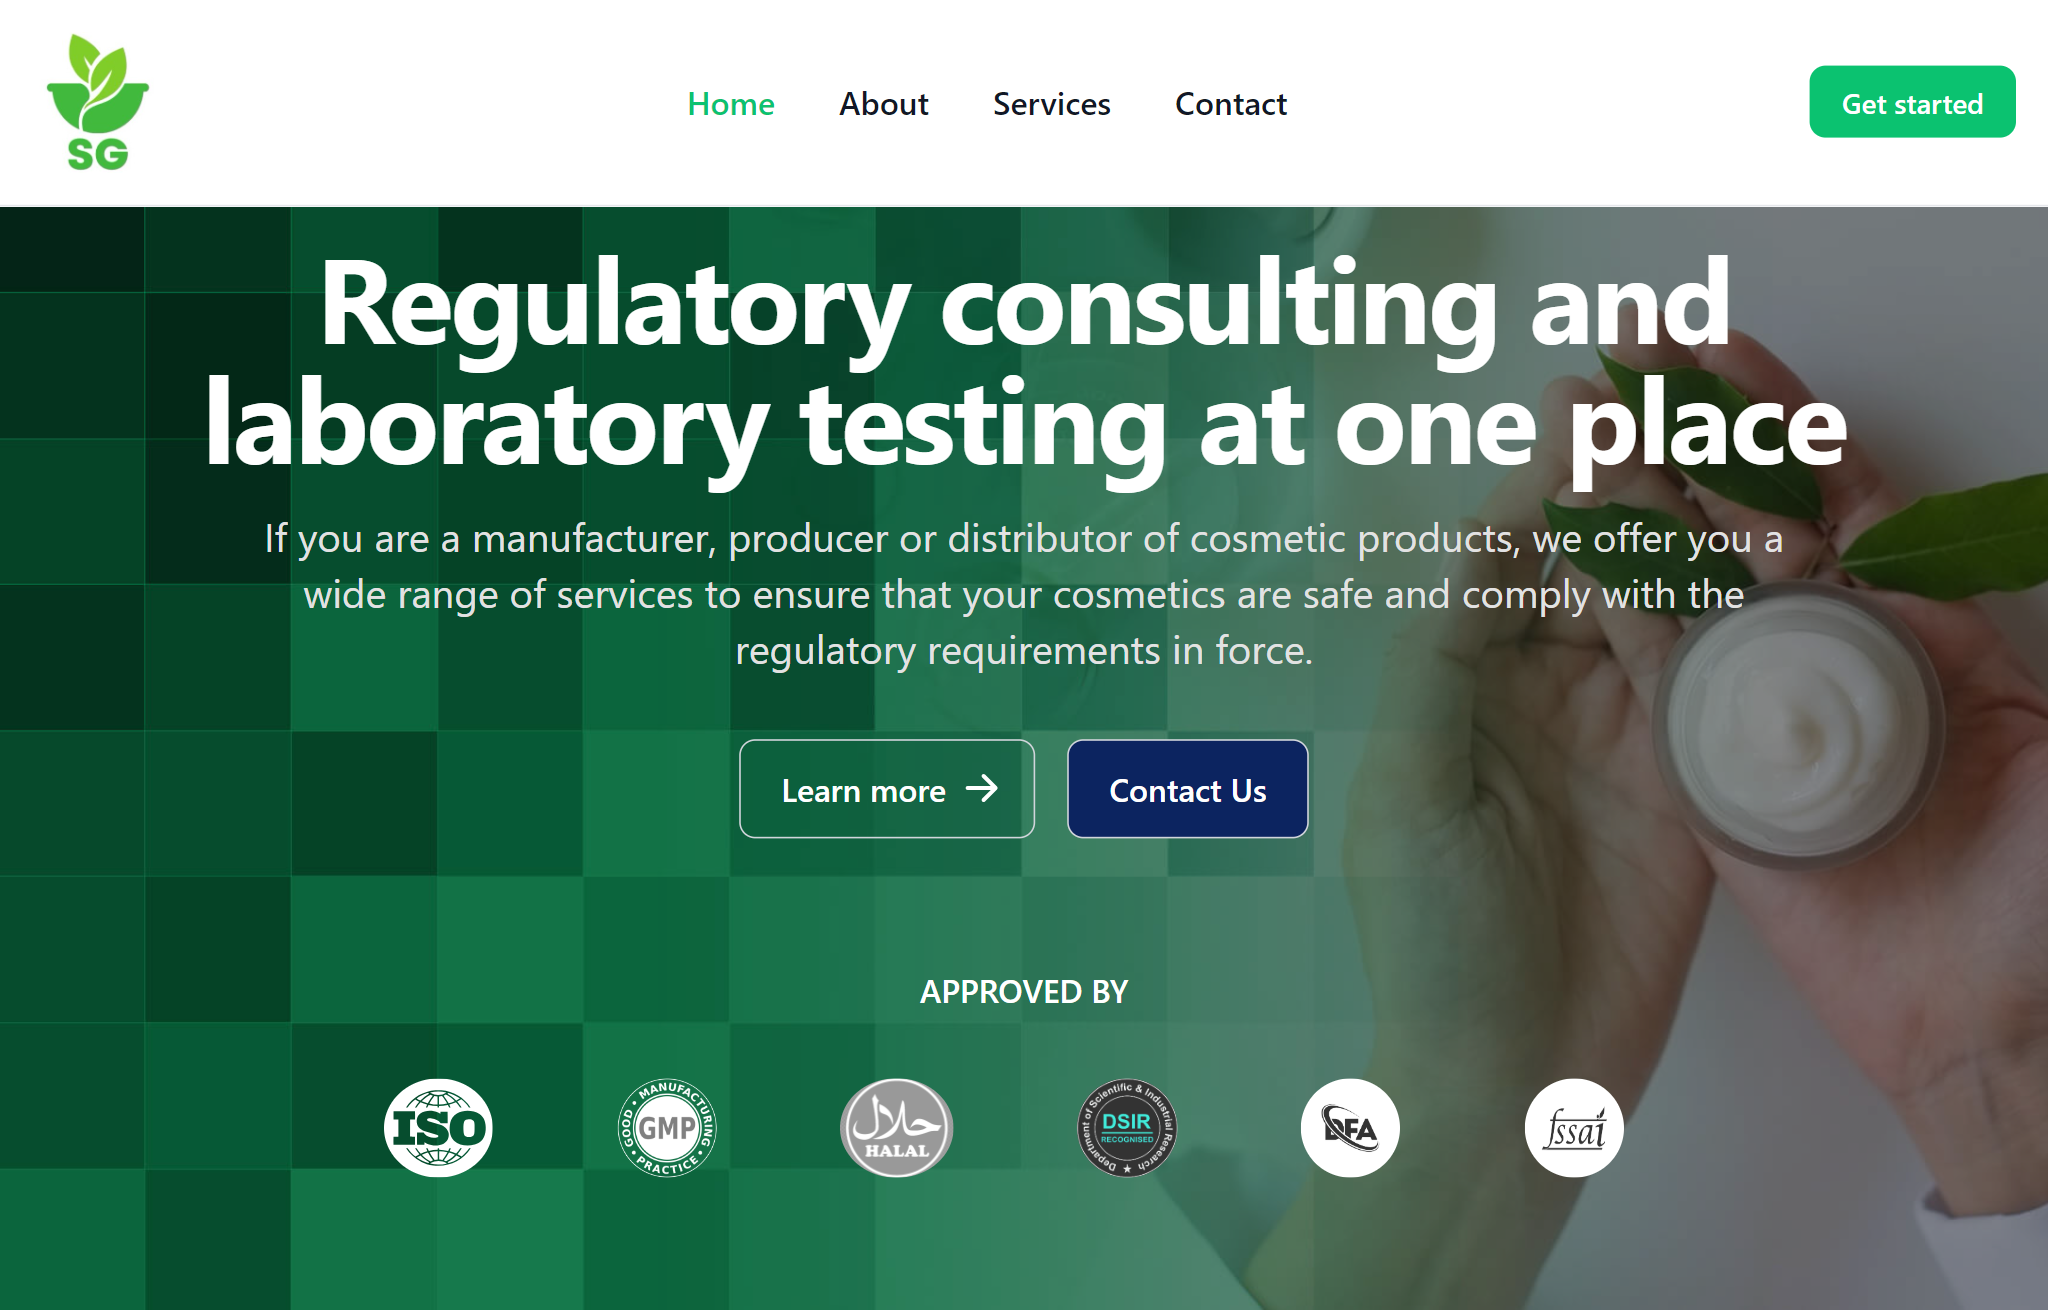 SG
Home
About
Services
Contact
Get started
Regulatory consulting and
laboratory testing at one place
If you are a manufacturer, producer or distributor of cosmetic products, we offer you a
wide range of services to ensure that your cosmetics are safe and comply with the
regulatory requirements in force.
Learn more →
Contact Us
APPROVED BY
ISO
GOOD • MANUFACTURING • PRACTICE •
GMP
حلال
HALAL
Department of Scientific & Industrial Research ★
DSIR
RECOGNISED
DFA
fssai